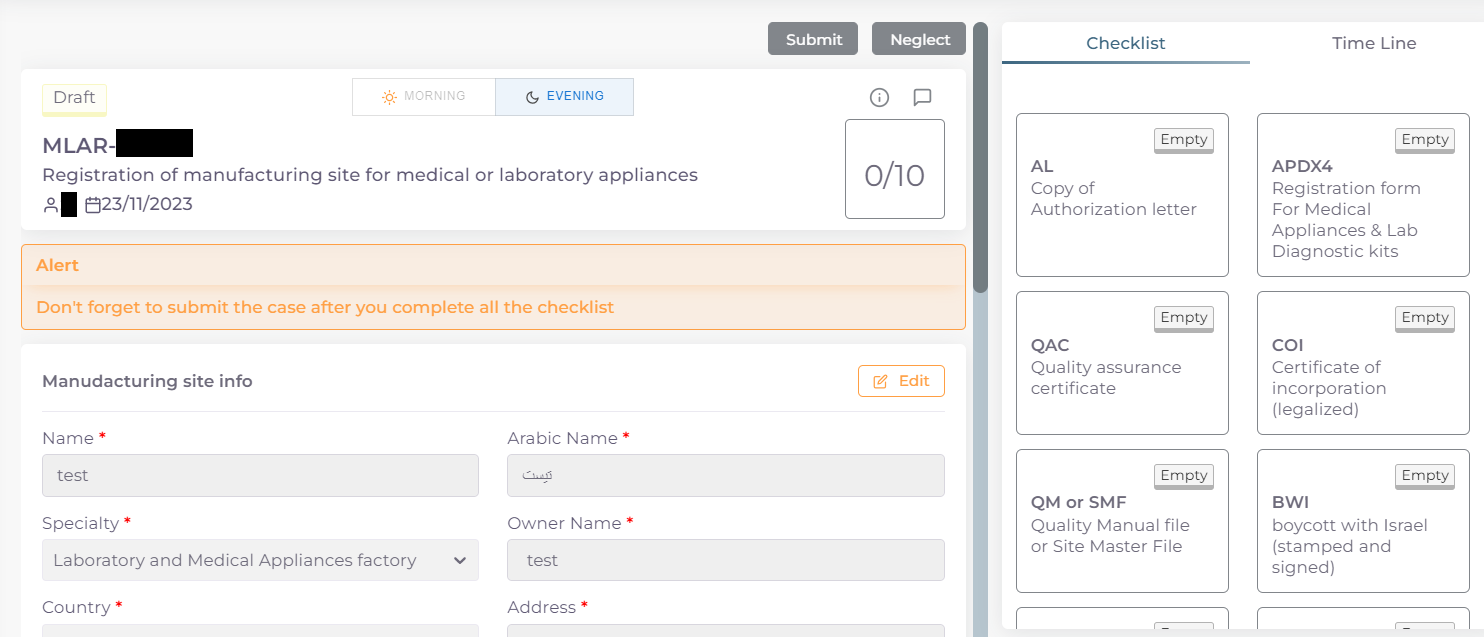 Submit
Neglect
Draft
MORNING
EVENING
MLAR-
Registration of manufacturing site for medical or laboratory appliances
23/11/2023
0/10
Alert
Don't forget to submit the case after you complete all the checklist
Manudacturing site info
Edit
Name *
Arabic Name *
test
تيست
Specialty *
Owner Name *
Laboratory and Medical Appliances factory
test
Country *
Address *
Checklist
Time Line
Empty
AL
Copy of
Authorization letter
Empty
APDX4
Registration form
For Medical
Appliances & Lab
Diagnostic kits
Empty
QAC
Quality assurance
certificate
Empty
COI
Certificate of
incorporation
(legalized)
Empty
QM or SMF
Quality Manual file
or Site Master File
Empty
BWI
boycott with Israel
(stamped and
signed)